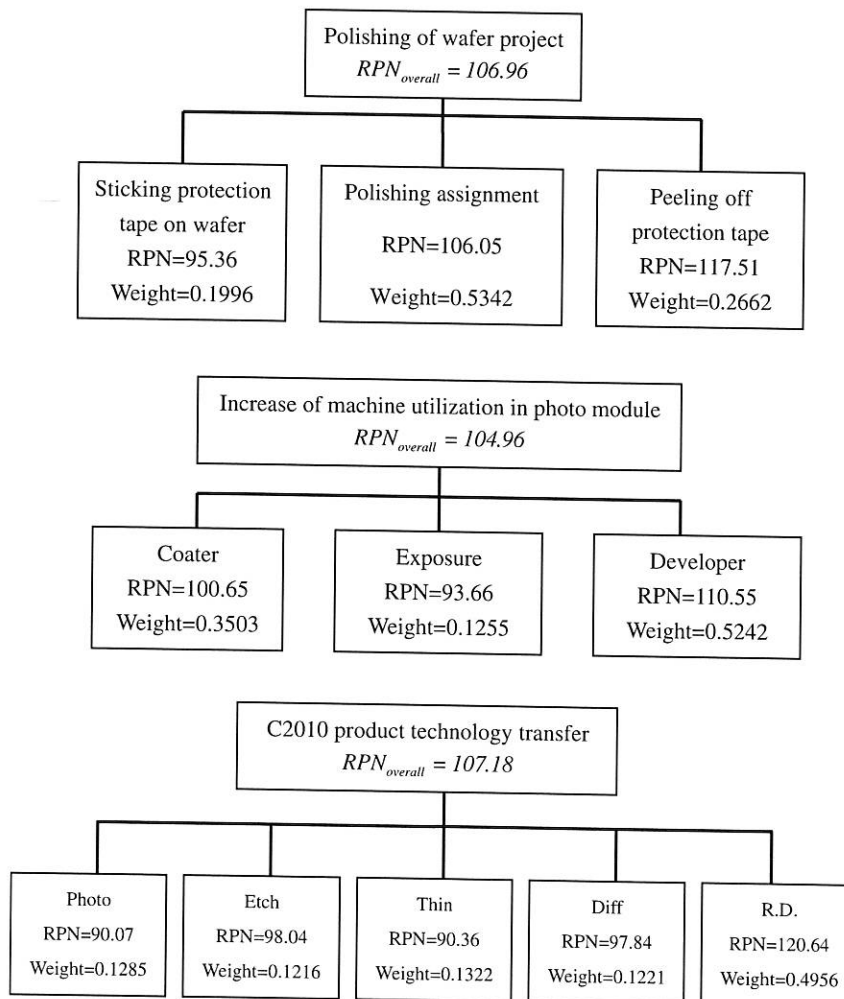 Polishing of wafer project
RPN_overall = 106.96
Sticking protection
tape on wafer
RPN=95.36
Weight=0.1996
Polishing assignment
RPN=106.05
Weight=0.5342
Peeling off
protection tape
RPN=117.51
Weight=0.2662
Increase of machine utilization in photo module
RPN_overall = 104.96
Coater
RPN=100.65
Weight=0.3503
Exposure
RPN=93.66
Weight=0.1255
Developer
RPN=110.55
Weight=0.5242
C2010 product technology transfer
RPN_overall = 107.18
Photo
RPN=90.07
Weight=0.1285
Etch
RPN=98.04
Weight=0.1216
Thin
RPN=90.36
Weight=0.1322
Diff
RPN=97.84
Weight=0.1221
R.D.
RPN=120.64
Weight=0.4956